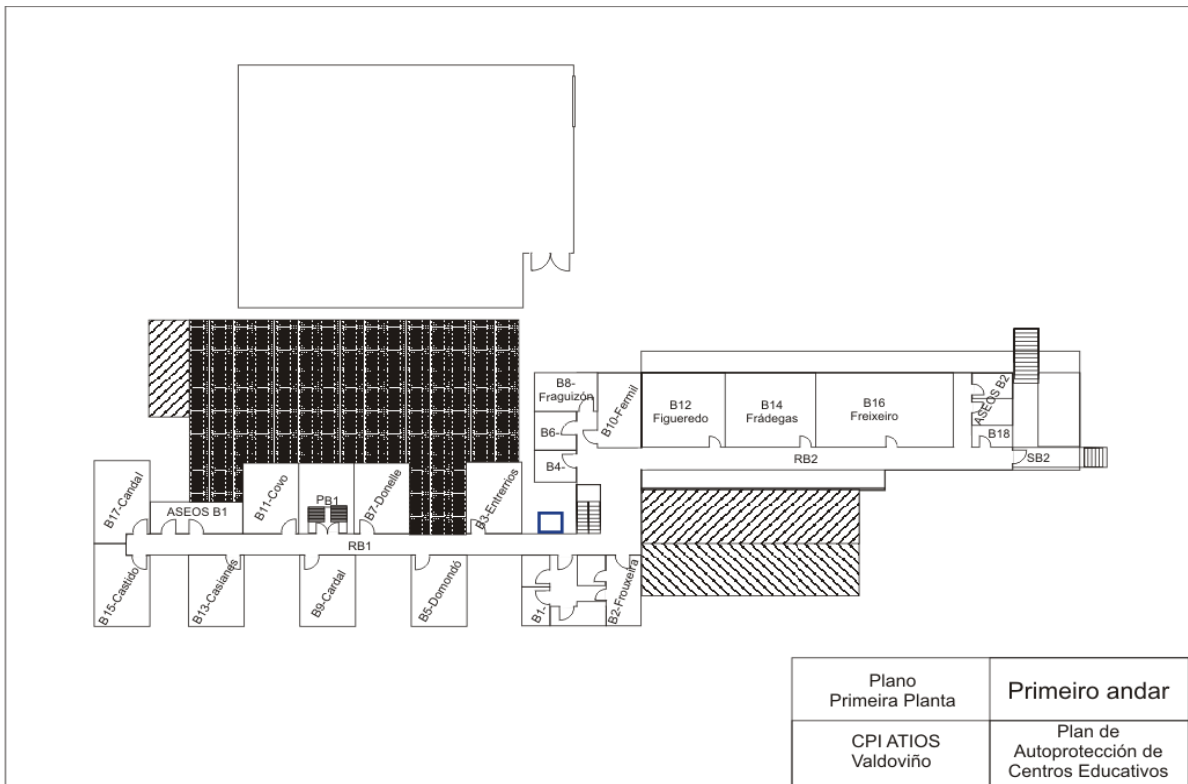 B8-
Fraguizón
B10-Fermil
B12
Figueredo
B14
Frádegas
B16
Freixeiro
ASEOS B2
B6-
B18
B4-
RB2
SB2
B17-Candal
ASEOS B1
B11-Covo
PB1
B7-Donelle
B3-Entrerrios
RB1
B15-Castido
B13-Casianes
B9-Cardal
B5-Domondó
B1-
B2-Frouxeira
Plano
Primeira Planta
Primeiro andar
CPI ATIOS
Valdoviño
Plan de
Autoprotección de
Centros Educativos